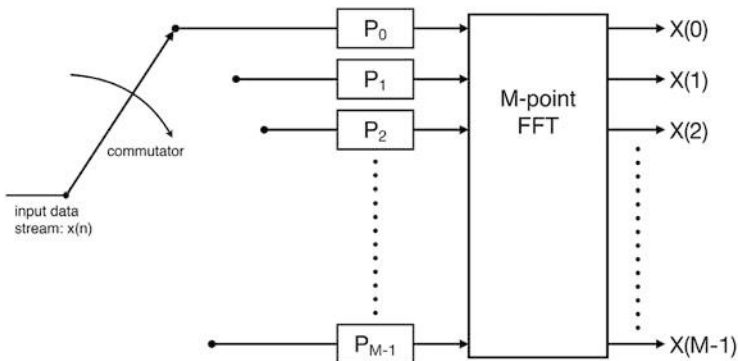 P0 X(0)
P1 X(1)
M-point
FFT
P2 X(2)
commutator
input data
stream: x(n)
PM-1 X(M-1)